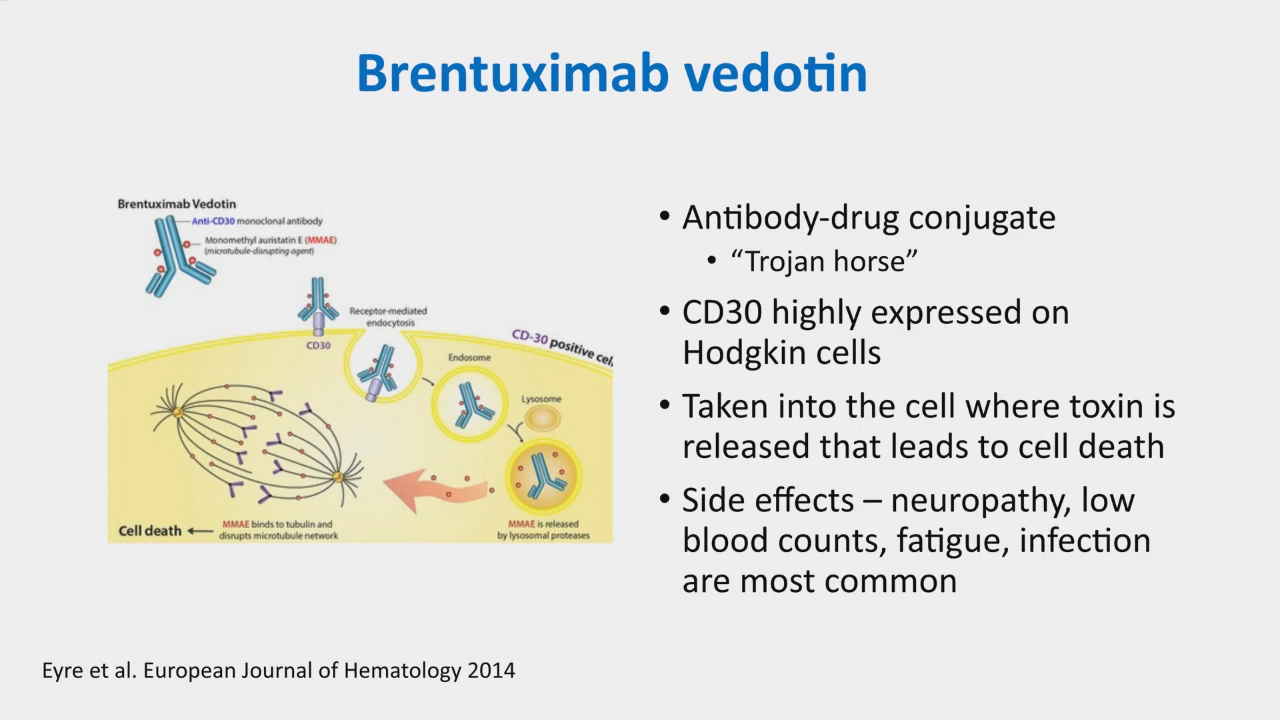 Brentuximab vedotin
Brentuximab Vedotin
Anti-CD30 monoclonal antibody
Monomethyl auristatin E (MMAE)
(microtubule-disrupting agent)
Receptor-mediated
endocytosis
CD30
CD-30 positive cell
Endosome
Lysosome
Cell death
MMAE binds to tubulin and
disrupts microtubule network
MMAE is released
by lysosomal proteases
• Antibody-drug conjugate
• “Trojan horse”
• CD30 highly expressed on
Hodgkin cells
• Taken into the cell where toxin is
released that leads to cell death
• Side effects – neuropathy, low
blood counts, fatigue, infection
are most common
Eyre et al. European Journal of Hematology 2014